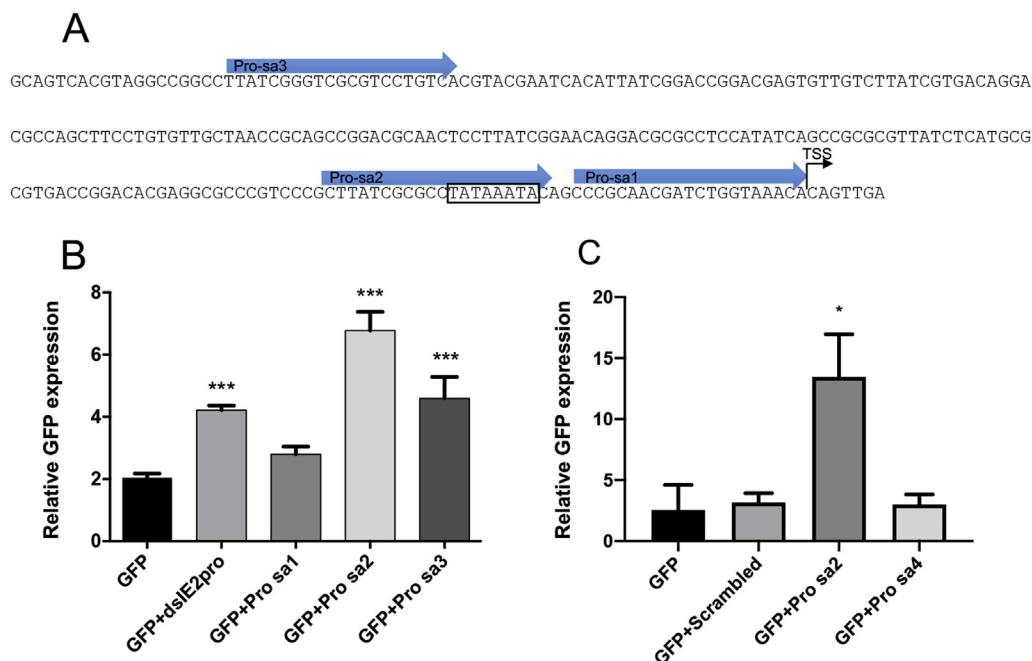 A
Pro-sa3
GCAGTCACGTAGGCCGGCCTTATCGGGTCGCGTCCTGTCACGTACGAATCACATTATCGGACCGGACGAGTGTTGTCTTATCGTGACAGGA
CGCCAGCTTCCTGTGTTGCTAACCGCAGCCGGACGCAACTCCTTATCGGAACAGGACGCGCCTCCATATCAGCCGCGCGTTATCTCATGCG
Pro-sa2 Pro-sa1 TSS
CGTGACCGGACACGAGGCGCCCGTCCCGCTTATCGCGCCTATAAATACAGCCCGCAACGATCTGGTAAACACAGTTGA
B
Relative GFP expression
8
6
4
2
0
***
***
***
GFP
GFP+dsIE2pro
GFP+Pro sa1
GFP+Pro sa2
GFP+Pro sa3
C
Relative GFP expression
20
15
10
5
0
*
GFP
GFP+Scrambled
GFP+Pro sa2
GFP+Pro sa4